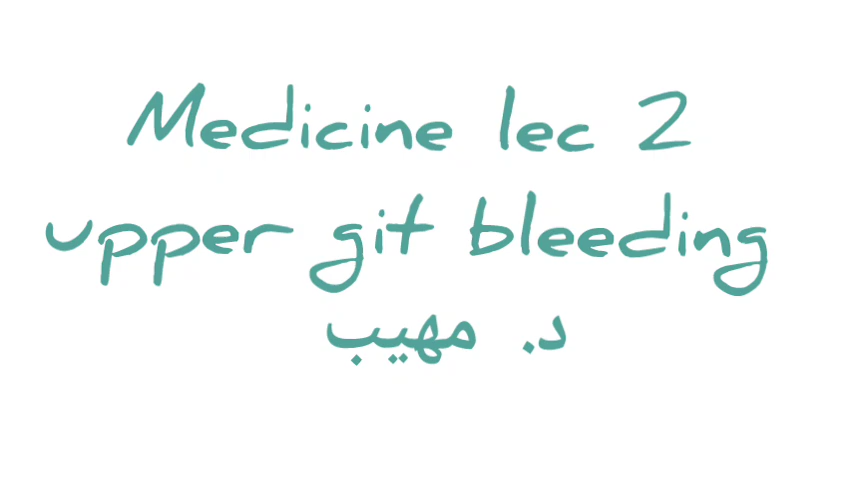 Medicine lec 2
upper git bleeding
د. مهيب